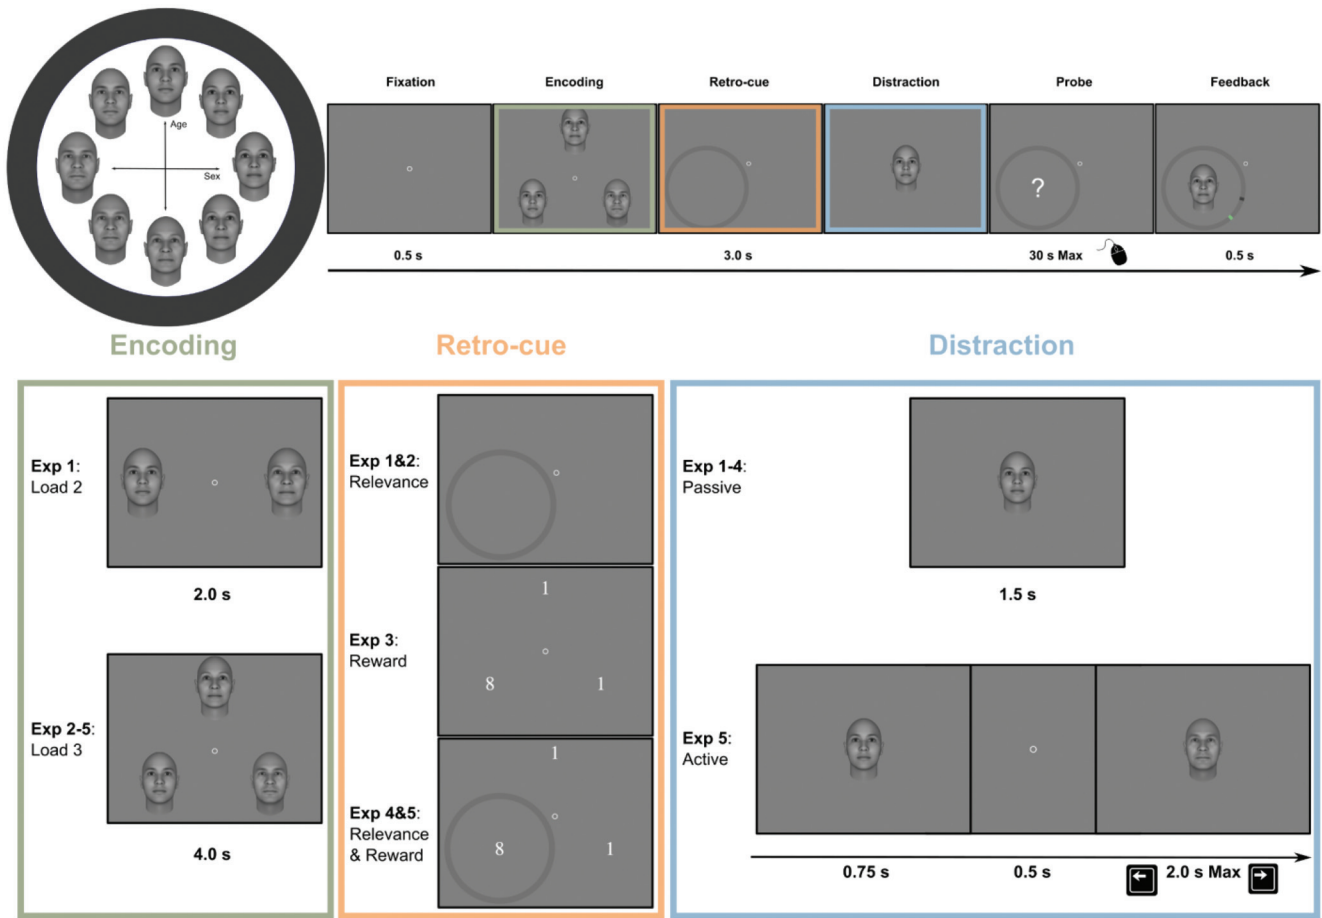 Age
Sex
Fixation
Encoding
Retro-cue
Distraction
Probe
Feedback
?
0.5 s
3.0 s
30 s Max
0.5 s
Encoding
Exp 1:
Load 2
2.0 s
Exp 2-5:
Load 3
4.0 s
Retro-cue
Exp 1&2:
Relevance
Exp 3:
Reward
1
8 1
Exp 4&5:
Relevance
& Reward
1
8 1
Distraction
Exp 1-4:
Passive
1.5 s
Exp 5:
Active
0.75 s
0.5 s
← 2.0 s Max →